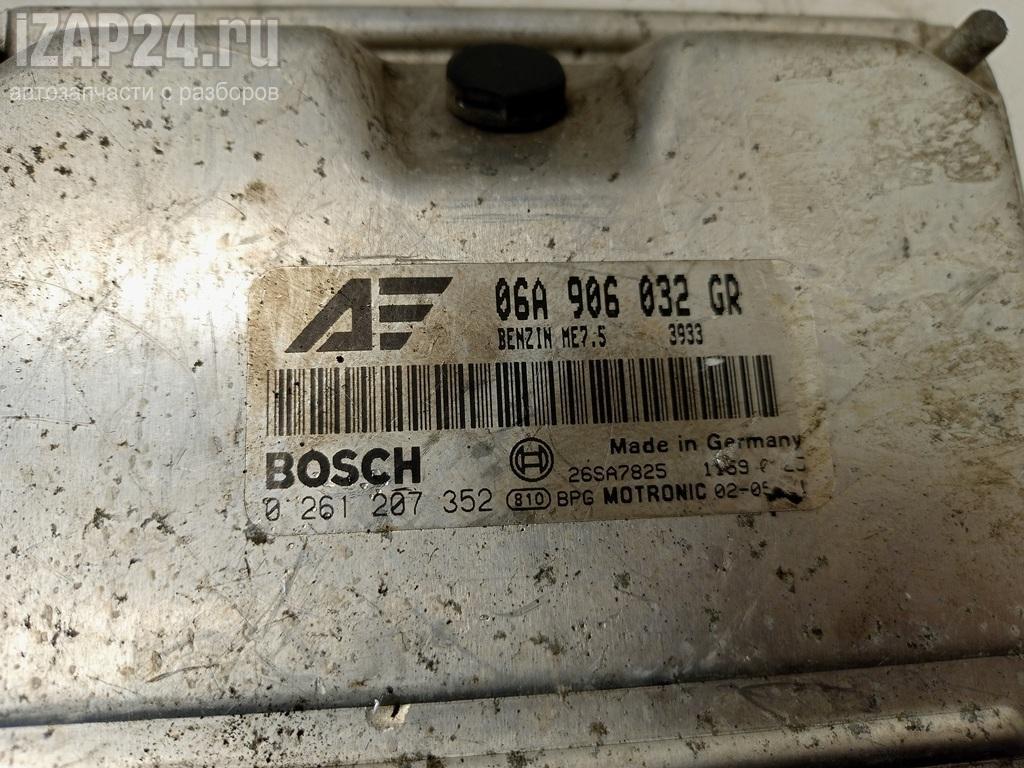 iZAP24.ru
автозапчасти с разборов
06A 906 032 GR
BENZIN ME7.5 3933
BOSCH
Made in Germany
26SA7825
0 261 207 352 810 BPG MOTRONIC